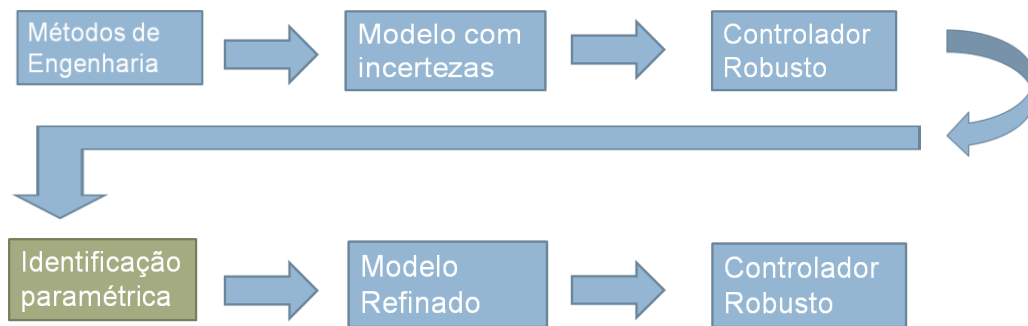 Métodos de
Engenharia
Modelo com
incertezas
Controlador
Robusto
Identificação
paramétrica
Modelo
Refinado
Controlador
Robusto